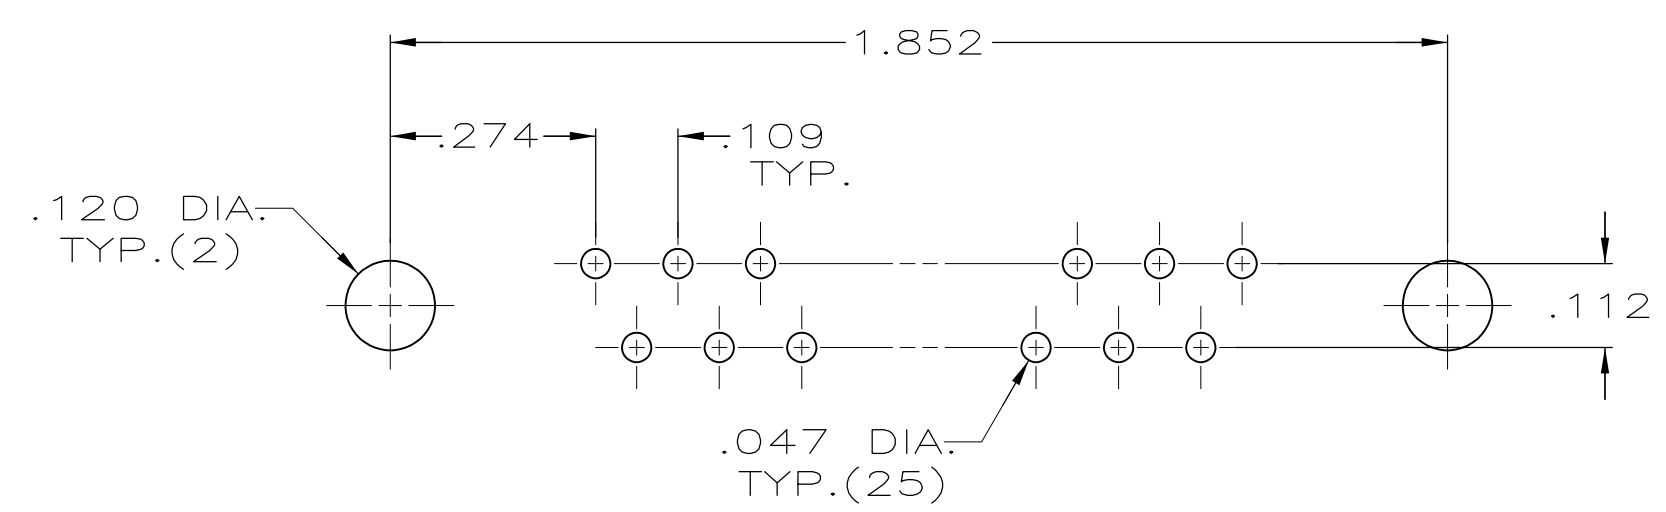 1.852
.274
.109
TYP.
.120 DIA.
TYP.(2)
.112
.047 DIA.
TYP.(25)